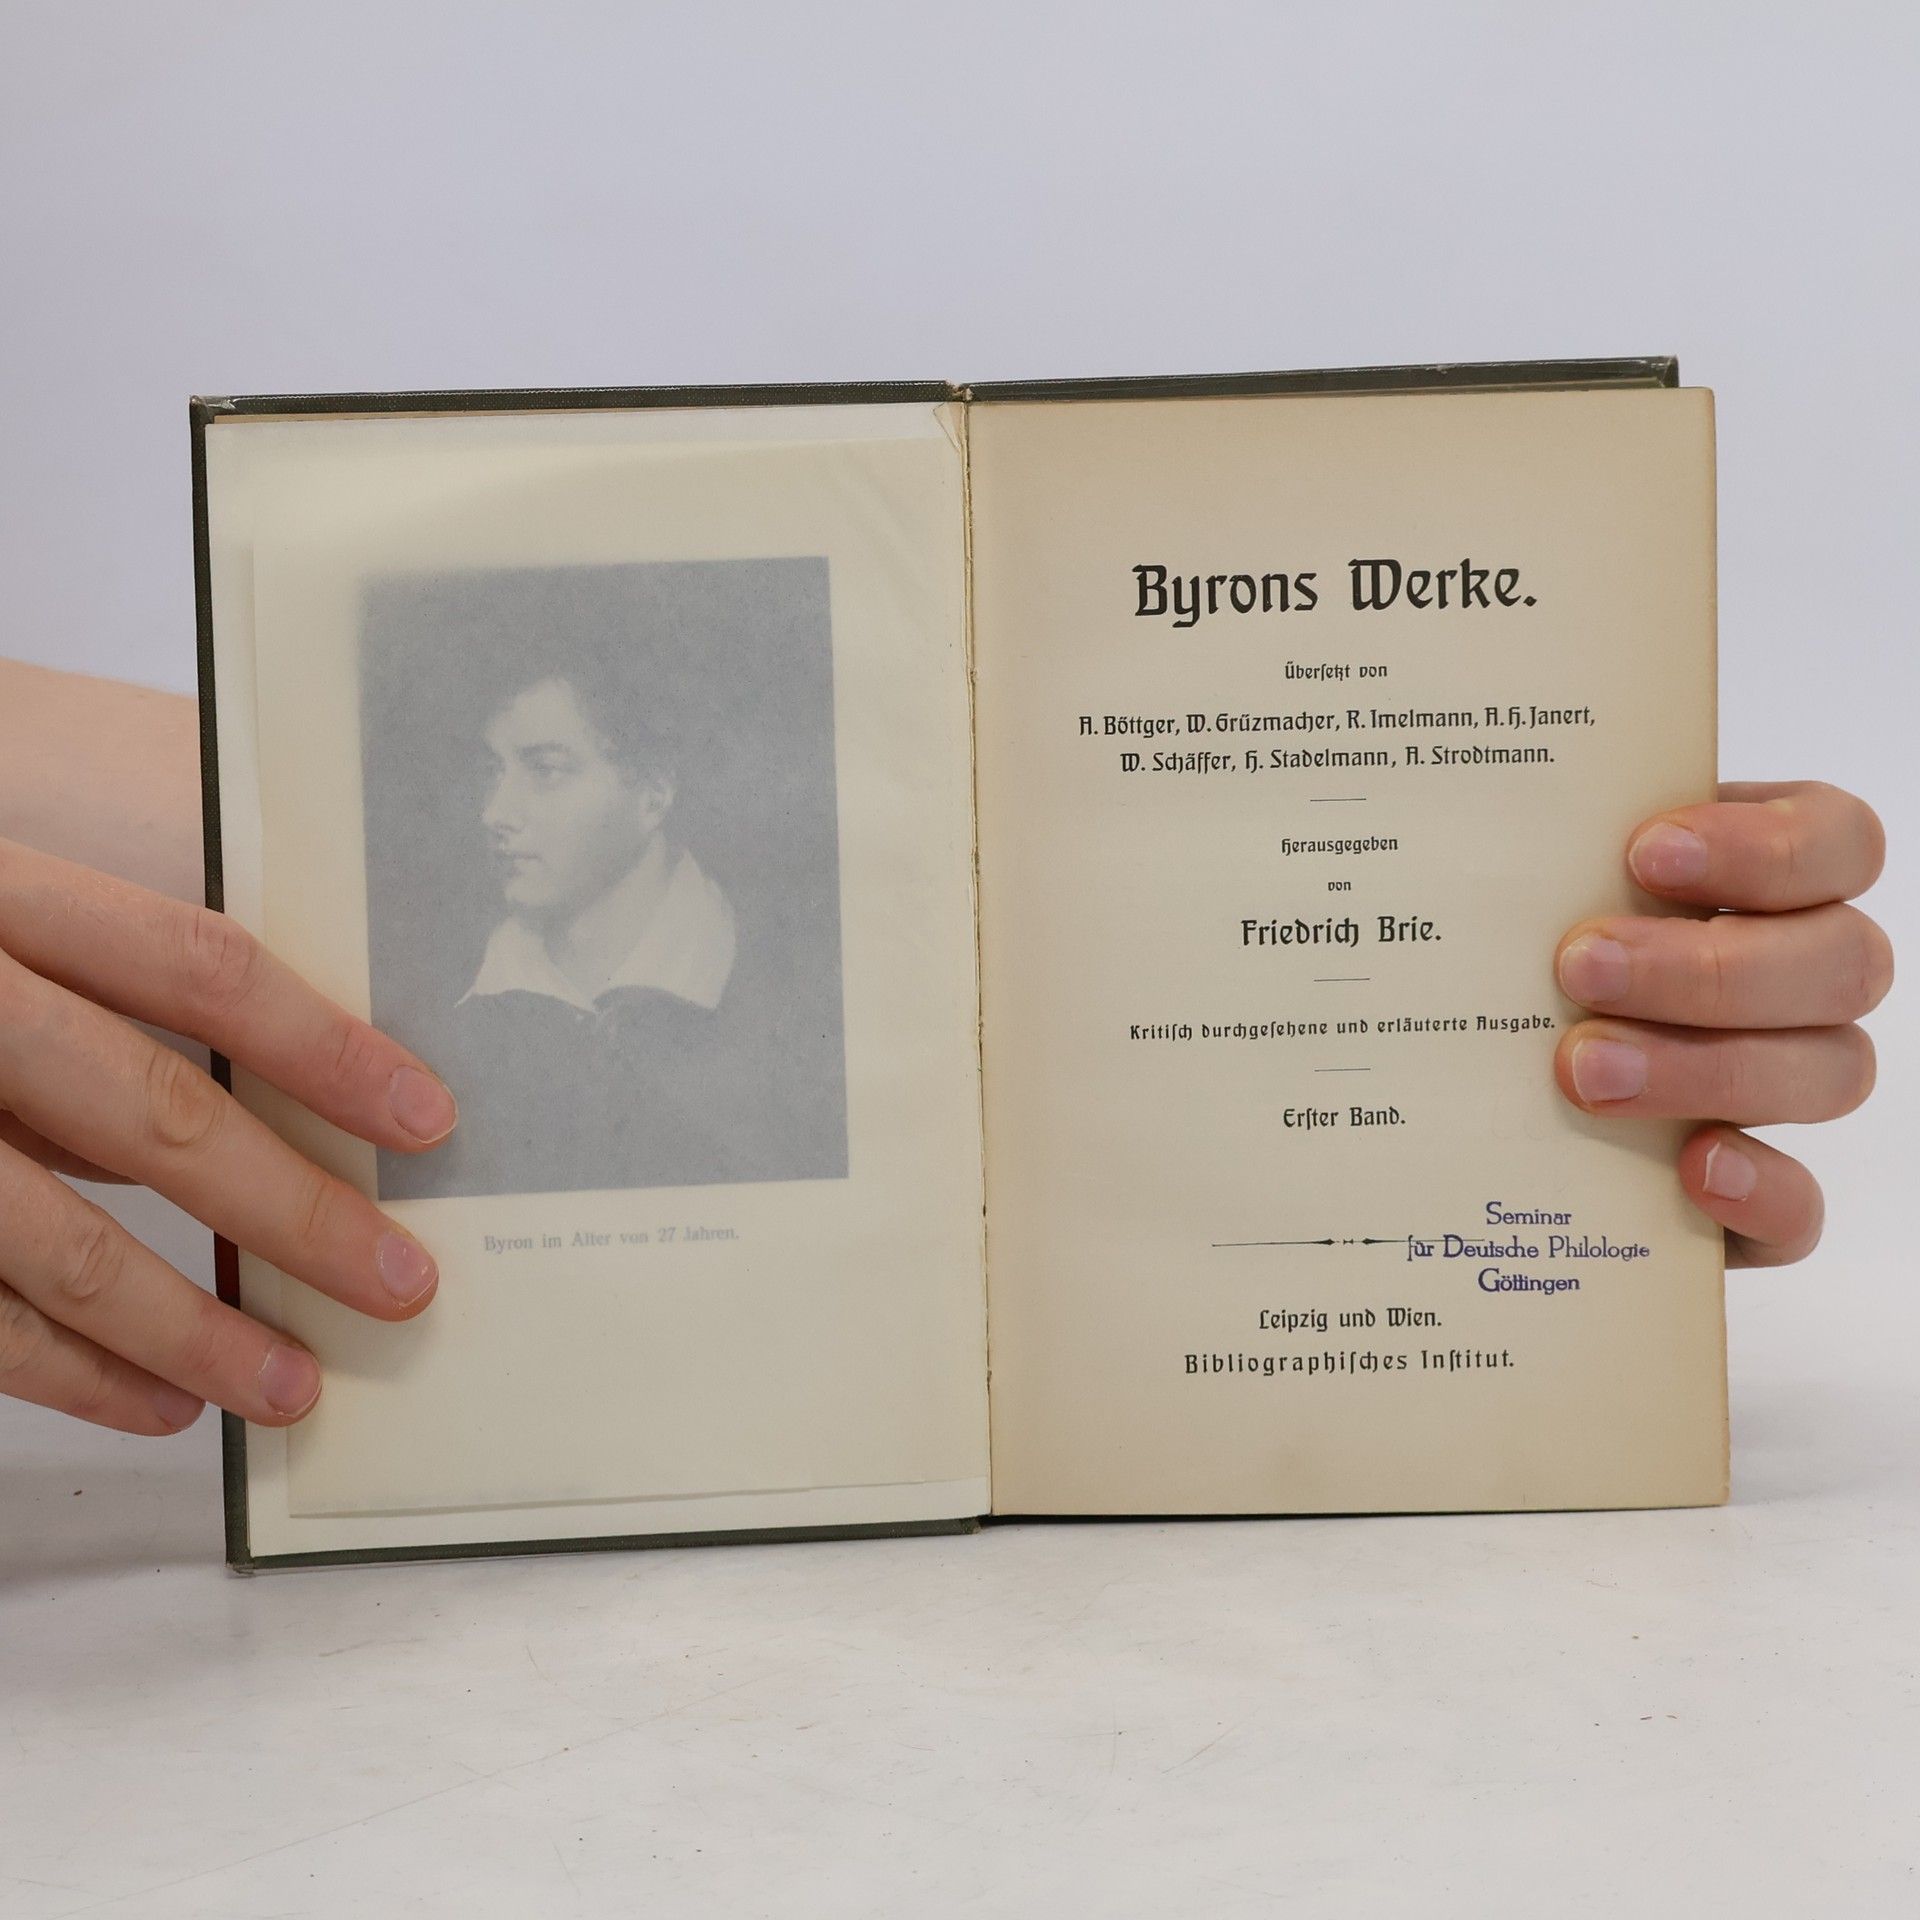 Byron im Alter von 27 Jahren.
Byrons Werke.
Überſetzt von
A. Böttger, W. Grüzmacher, R. Imelmann, A. H. Janert,
W. Schäffer, H. Stadelmann, A. Strodtmann.
Herausgegeben
von
Friedrich Brie.
Kritiſch durchgeſehene und erläuterte Ausgabe.
Erſter Band.
Seminar
für Deutsche Philologie
Göttingen
Leipzig und Wien.
Bibliographiſches Inſtitut.